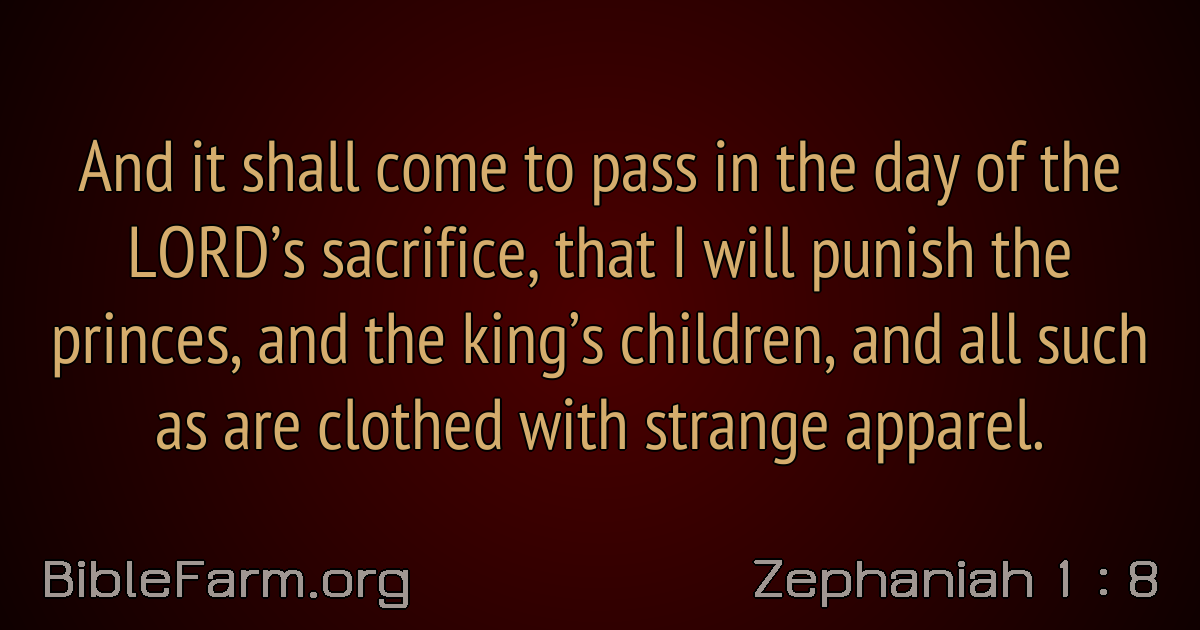 And it shall come to pass in the day of the
LORD’s sacrifice, that I will punish the
princes, and the king’s children, and all such
as are clothed with strange apparel.
BibleFarm.org
Zephaniah 1 : 8